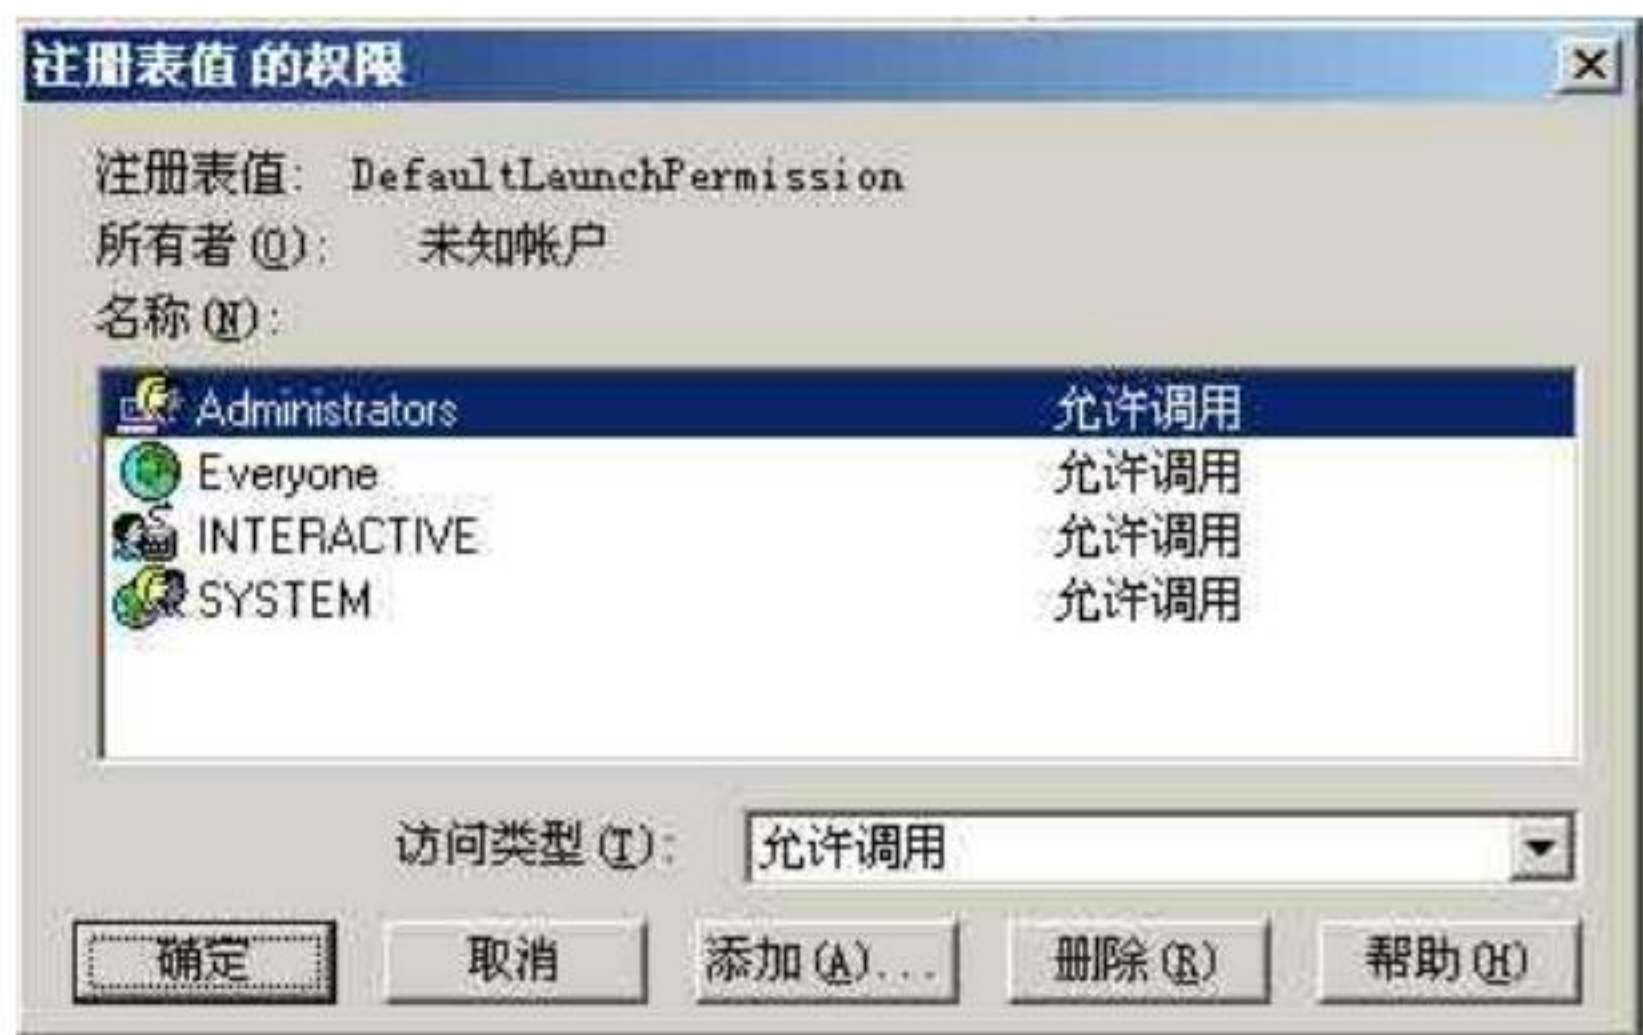 注册表值 的权限
注册表值: DefaultLaunchPermission
所有者(O): 未知帐户
名称(N):
Administrators 允许调用
Everyone 允许调用
INTERACTIVE 允许调用
SYSTEM 允许调用
访问类型(T): 允许调用
确定 取消 添加(A)... 删除(R) 帮助(H)